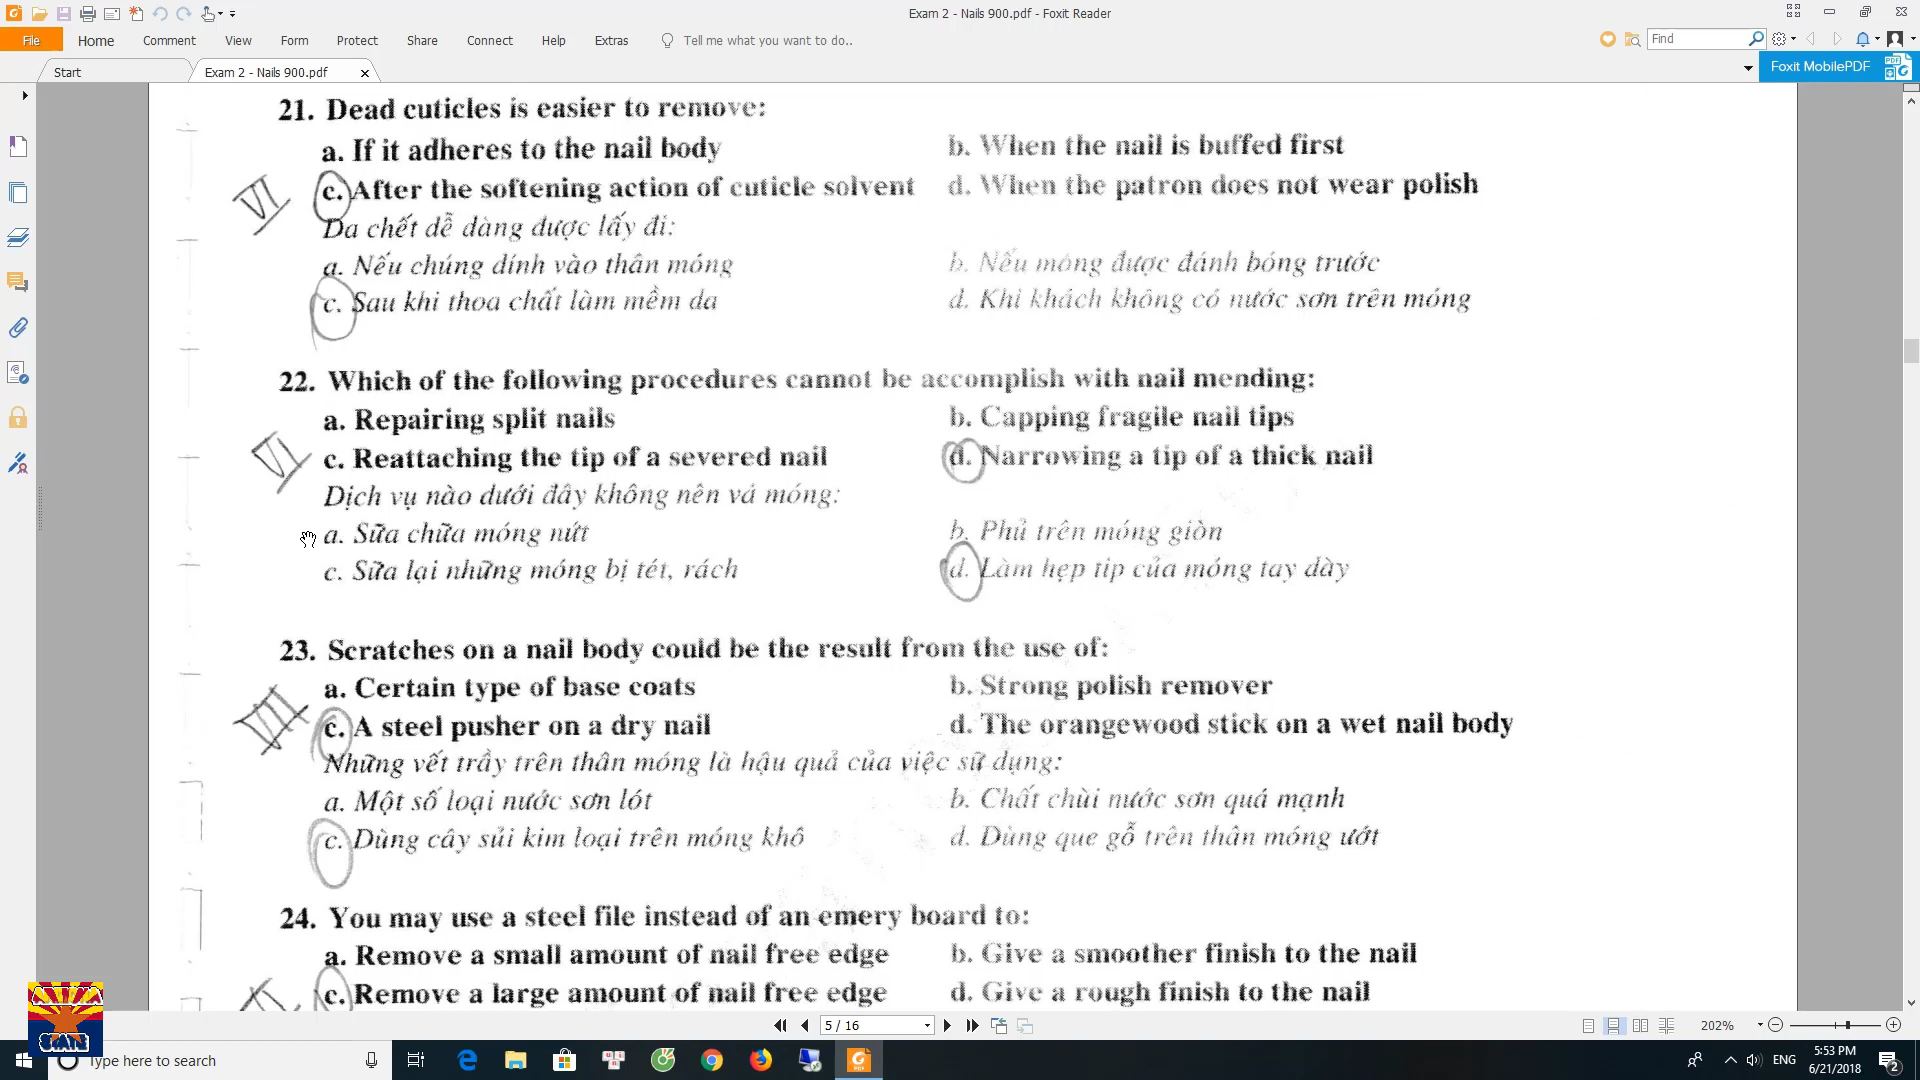 Exam 2 - Nails 900.pdf - Foxit Reader
File Home Comment View Form Protect Share Connect Help Extras Tell me what you want to do.. Find
Start Exam 2 - Nails 900.pdf Foxit MobilePDF
21. Dead cuticles is easier to remove:
a. If it adheres to the nail body b. When the nail is buffed first
VI c. After the softening action of cuticle solvent d. When the patron does not wear polish
Da chết dễ dàng được lấy đi:
a. Nếu chúng dính vào thân móng b. Nếu móng được đánh bóng trước
c. Sau khi thoa chất làm mềm da d. Khi khách không có nước sơn trên móng
22. Which of the following procedures cannot be accomplish with nail mending:
a. Repairing split nails b. Capping fragile nail tips
VI c. Reattaching the tip of a severed nail d. Narrowing a tip of a thick nail
Dịch vụ nào dưới đây không nên vá móng:
a. Sữa chữa móng nứt b. Phủ trên móng giòn
c. Sữa lại những móng bị tét, rách d. Làm hẹp tip của móng tay dày
23. Scratches on a nail body could be the result from the use of:
a. Certain type of base coats b. Strong polish remover
VII c. A steel pusher on a dry nail d. The orangewood stick on a wet nail body
Những vết trầy trên thân móng là hậu quả của việc sữ dụng:
a. Một số loại nước sơn lót b. Chất chùi nước sơn quá mạnh
c. Dùng cây sủi kim loại trên móng khô d. Dùng que gỗ trên thân móng ướt
24. You may use a steel file instead of an emery board to:
a. Remove a small amount of nail free edge b. Give a smoother finish to the nail
c. Remove a large amount of nail free edge d. Give a rough finish to the nail
ARIZONA
STATE
5 / 16 202%
Type here to search ENG 5:53 PM
6/21/2018 2